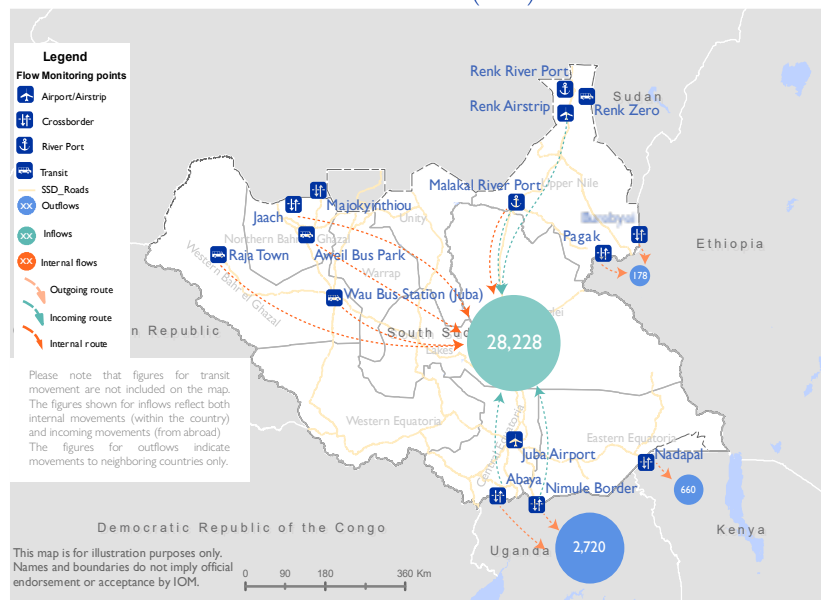 Legend
Flow Monitoring points
Airport/Airstrip
Crossborder
River Port
Transit
SSD_Roads
XX Outflows
XX Inflows
XX Internal flows
Outgoing route
Incoming route
Internal route
Please note that figures for transit
movement are not included on the map.
The figures shown for inflows reflect both
internal movements (within the country)
and incoming movements (from abroad)
The figures for outflows indicate
movements to neighboring countries only.
Renk River Port
Sudan
Renk Airstrip
Renk Zero
Malakal River Port
Upper Nile
Majokyinthiou
Jaach
Unity
Northern Bahr El Ghazal
Pagak
Ethiopia
Raja Town
Aweil Bus Park
Warrap
178
Western Bahr el Ghazal
Wau Bus Station (Juba)
n Republic
South Sud
28,228
Lakes
Western Equatoria
Central Equatoria
Eastern Equatoria
Juba Airport
Nadapal
Abaya
Nimule Border
660
Democratic Republic of the Congo
Kenya
Uganda
2,720
This map is for illustration purposes only.
Names and boundaries do not imply official
endorsement or acceptance by IOM.
0 90 180 360 Km